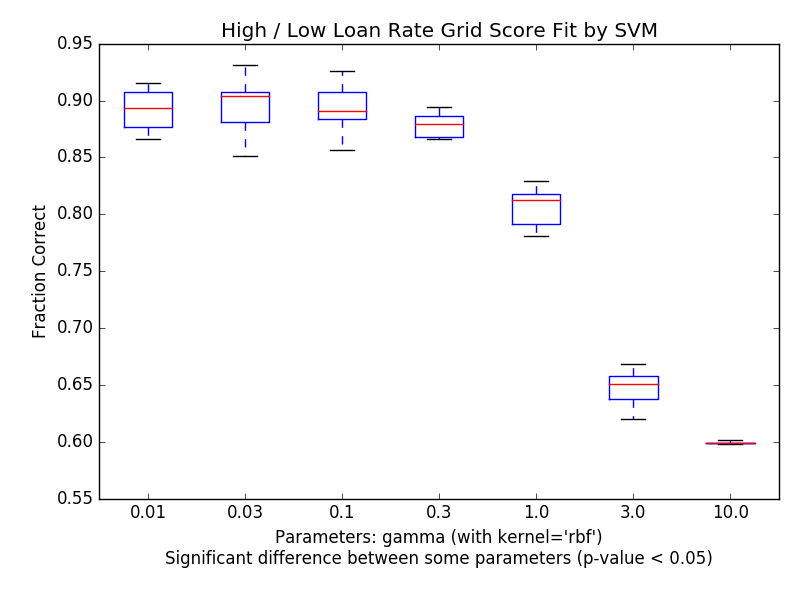 High / Low Loan Rate Grid Score Fit by SVM
0.95
0.90
0.85
0.80
0.75
0.70
0.65
0.60
0.55
Fraction Correct
0.01 0.03 0.1 0.3 1.0 3.0 10.0
Parameters: gamma (with kernel='rbf')
Significant difference between some parameters (p-value < 0.05)